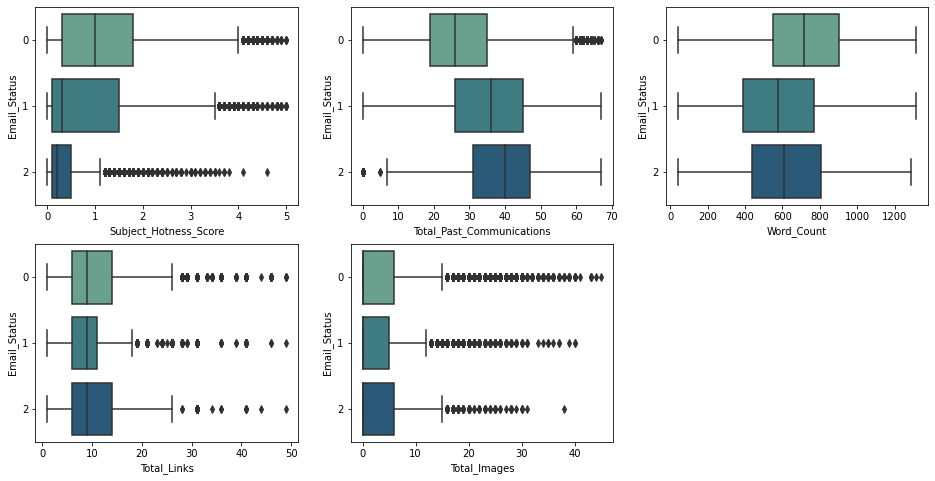 Email_Status
0
1
2
0 1 2 3 4 5
Subject_Hotness_Score
Email_Status
0
1
2
0 10 20 30 40 50 60 70
Total_Past_Communications
Email_Status
0
1
2
0 200 400 600 800 1000 1200
Word_Count
Email_Status
0
1
2
0 10 20 30 40 50
Total_Links
Email_Status
0
1
2
0 10 20 30 40
Total_Images